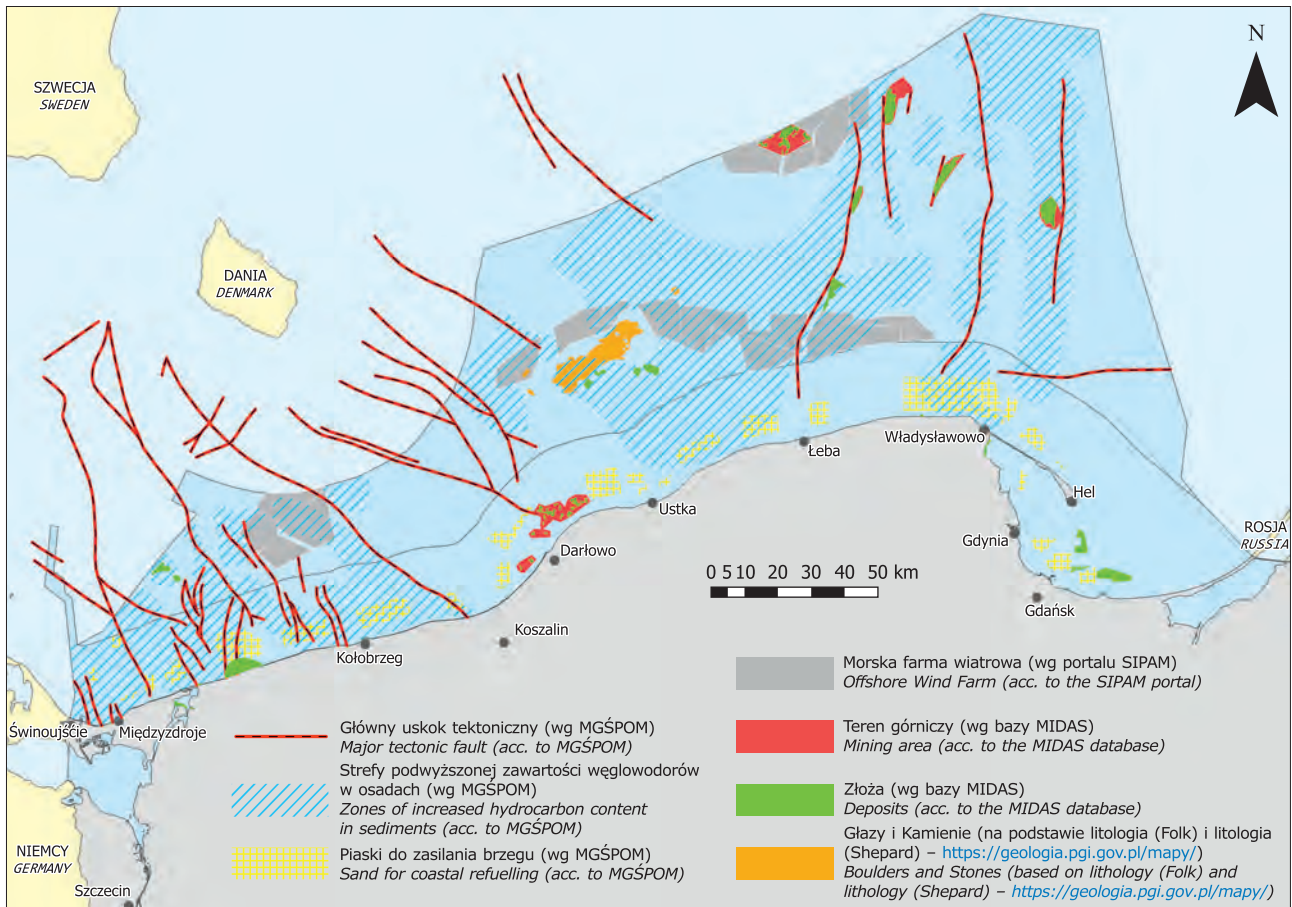 N
SZWECJA
SWEDEN
DANIA
DENMARK
Władysławowo
Łeba
Hel
Ustka
ROSJA
RUSSIA
Gdynia
Darłowo
0 5 10 20 30 40 50 km
Gdańsk
Koszalin
Kołobrzeg
Świnoujście
Międzyzdroje
NIEMCY
GERMANY
Szczecin
Główny uskok tektoniczny (wg MGŚPOM)
Major tectonic fault (acc. to MGŚPOM)
Strefy podwyższonej zawartości węglowodorów
w osadach (wg MGŚPOM)
Zones of increased hydrocarbon content
in sediments (acc. to MGŚPOM)
Piaski do zasilania brzegu (wg MGŚPOM)
Sand for coastal refuelling (acc. to MGŚPOM)
Morska farma wiatrowa (wg portalu SIPAM)
Offshore Wind Farm (acc. to the SIPAM portal)
Teren górniczy (wg bazy MIDAS)
Mining area (acc. to the MIDAS database)
Złoża (wg bazy MIDAS)
Deposits (acc. to the MIDAS database)
Głazy i Kamienie (na podstawie litologia (Folk) i litologia
(Shepard) – https://geologia.pgi.gov.pl/mapy/)
Boulders and Stones (based on lithology (Folk) and
lithology (Shepard) – https://geologia.pgi.gov.pl/mapy/)